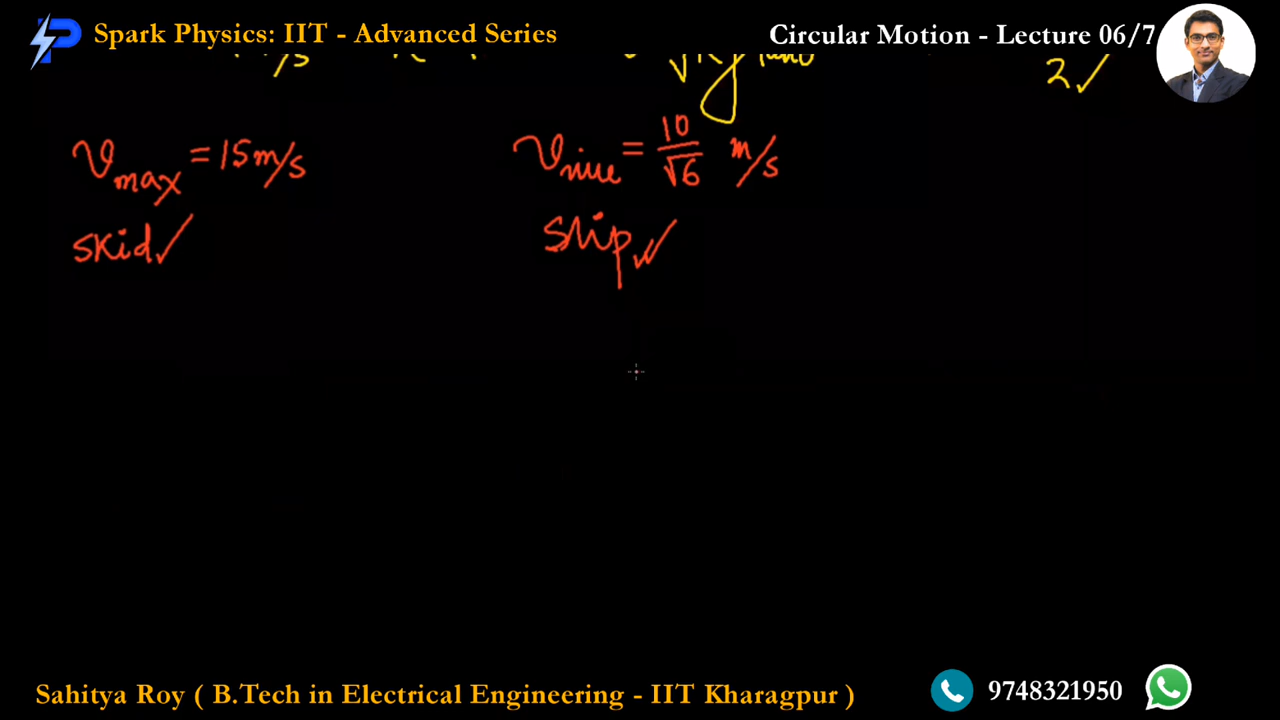 Spark Physics: IIT - Advanced Series
Circular Motion - Lecture 06/7
2✓
v_max = 15 m/s
v_min = 10/√6 m/s
skid✓
slip✓
Sahitya Roy ( B.Tech in Electrical Engineering - IIT Kharagpur )
9748321950